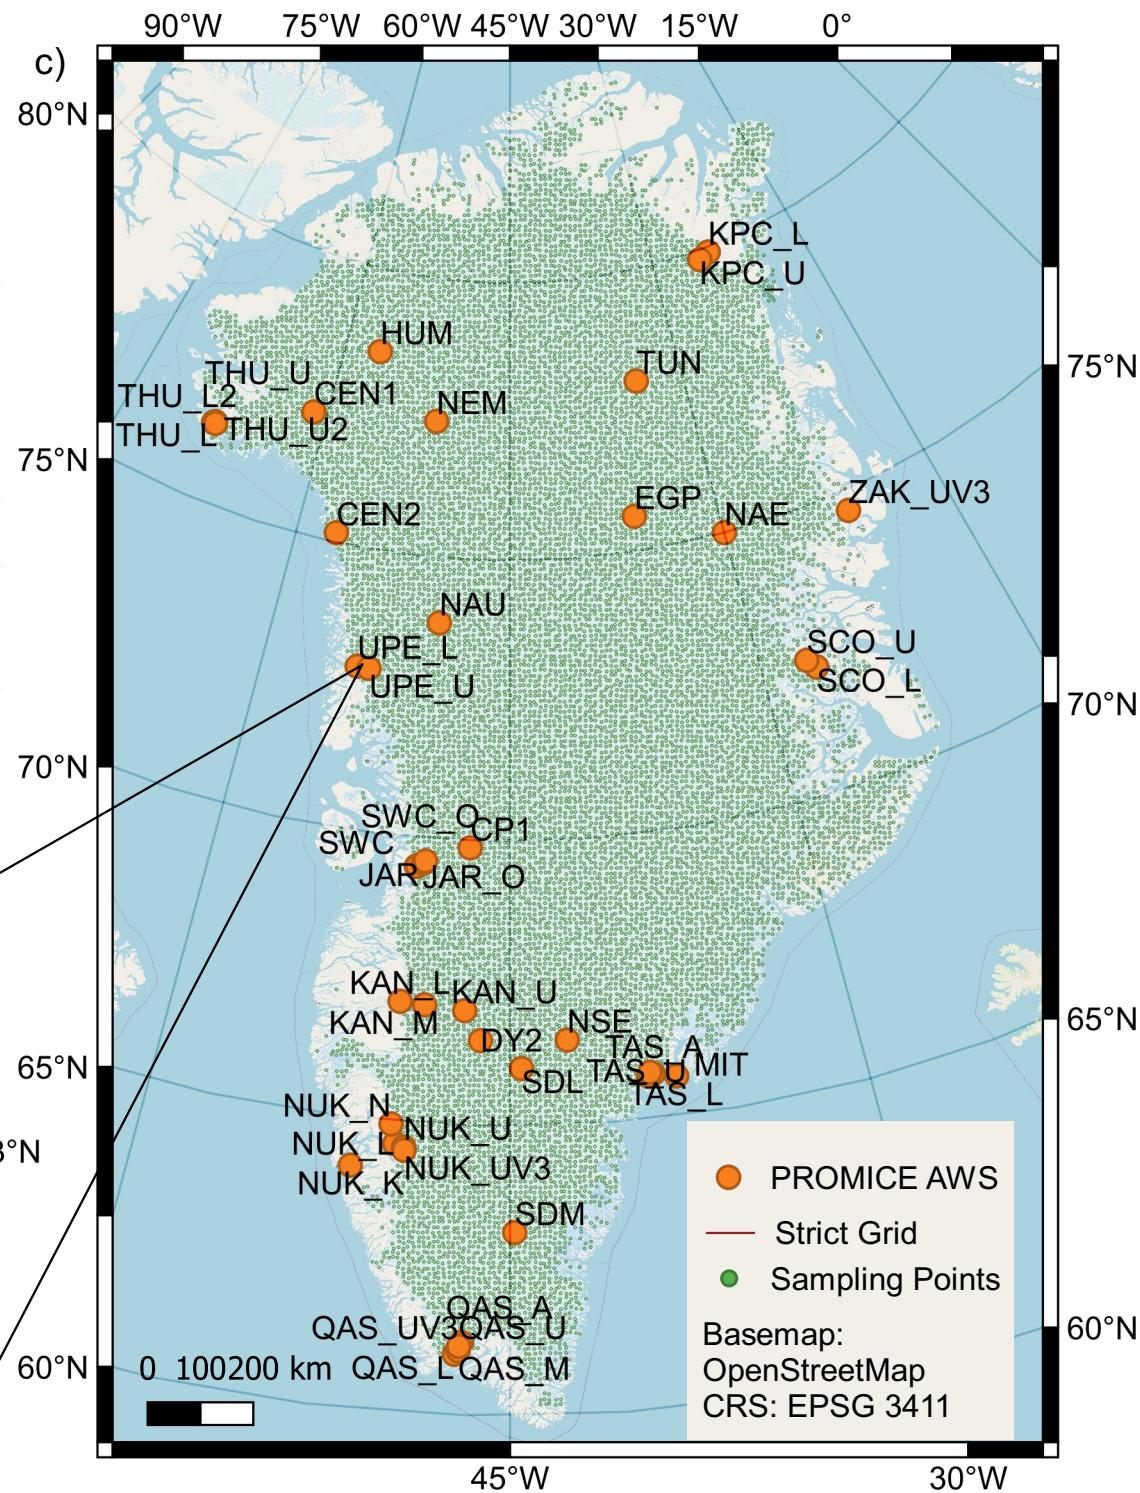 90°W 75°W 60°W 45°W 30°W 15°W 0°
c)
80°N
KPC_L
KPC_U
HUM
TUN
75°N
THU_U
CEN1
THU_L2
NEM
THU_L
THU_U2
75°N
EGP
ZAK_UV3
CEN2
NAE
NAU
SCO_U
UPE_L
SCO_L
UPE_U
70°N
70°N
SWC_O
CP1
SWC
JAR
JAR_O
KAN_L
KAN_U
65°N
KAN_M
NSE
DY2
TAS_A
MIT
65°N
TAS_U
SDL
TAS_L
NUK_N
NUK_U
NUK_L
3°N
NUK_UV3
NUK_K
PROMICE AWS
SDM
Strict Grid
Sampling Points
QAS_A
QAS_UV3
QAS_U
60°N
Basemap:
OpenStreetMap
CRS: EPSG 3411
60°N
0 100200 km
QAS_L
QAS_M
45°W 30°W